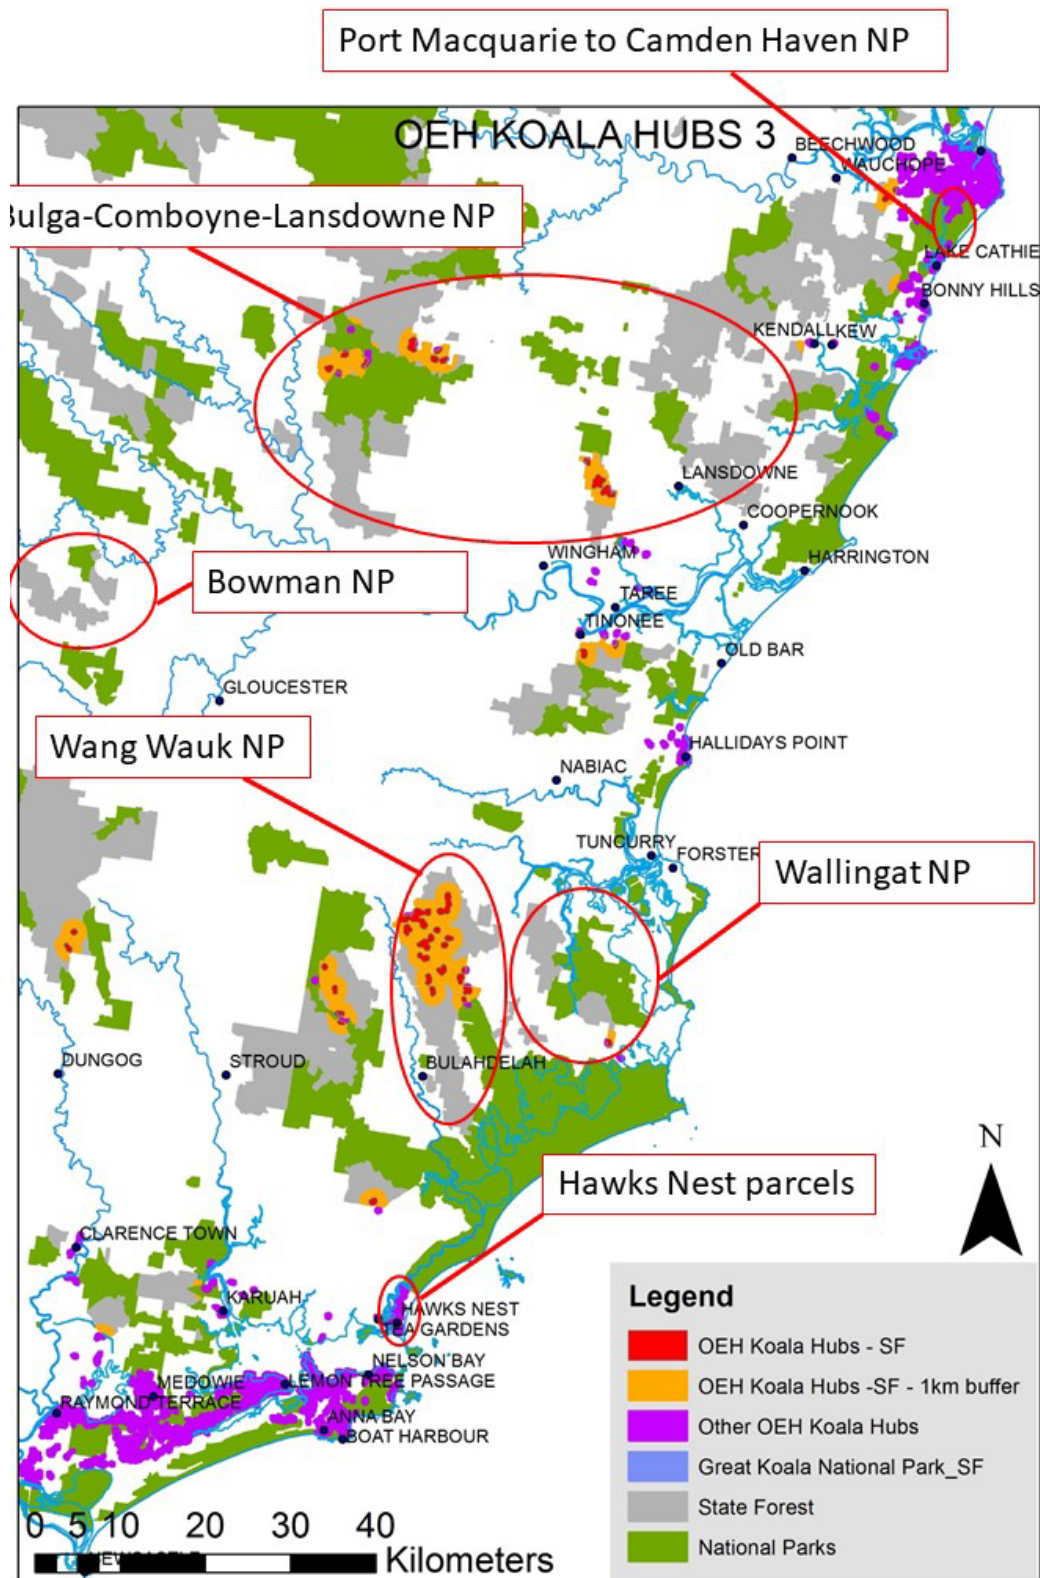 Port Macquarie to Camden Haven NP
OEH KOALA HUBS 3
BEECHWOOD
WAUCHOPE
Bulga-Comboyne-Lansdowne NP
LAKE CATHIE
BONNY HILLS
KENDALL
KEW
LANSDOWNE
COOPERNOOK
WINGHAM
HARRINGTON
Bowman NP
TAREE
TINONEE
OLD BAR
GLOUCESTER
Wang Wauk NP
HALLIDAYS POINT
NABIAC
TUNCURRY
FORSTER
Wallingat NP
DUNGOG
STROUD
BULAHDELAH
N
Hawks Nest parcels
CLARENCE TOWN
KARUAH
HAWKS NEST
TEA GARDENS
NELSON BAY
MEDOWIE
LEMON TREE PASSAGE
RAYMOND TERRACE
ANNA BAY
BOAT HARBOUR
Legend
OEH Koala Hubs - SF
OEH Koala Hubs -SF - 1km buffer
Other OEH Koala Hubs
Great Koala National Park_SF
State Forest
National Parks
0 5 10 20 30 40
Kilometers
NEWCASTLE